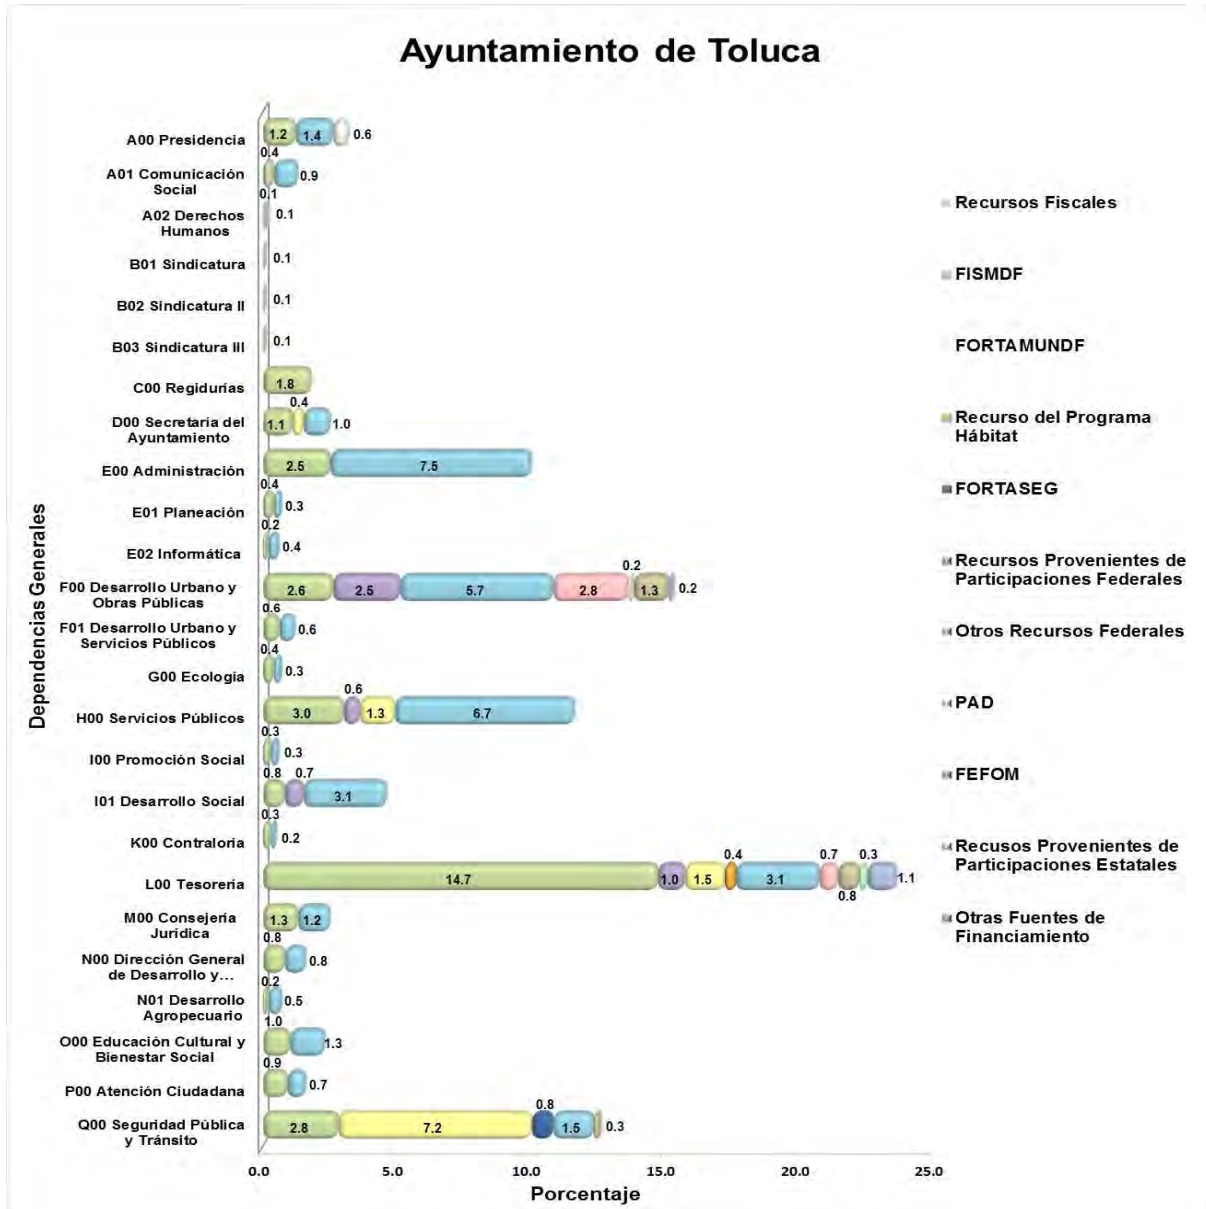 Ayuntamiento de Toluca
Dependencias Generales
A00 Presidencia
1.2 1.4 0.6
A01 Comunicación
Social
0.4 0.9
A02 Derechos
Humanos
0.1 0.1
B01 Sindicatura
0.1
B02 Sindicatura II
0.1
B03 Sindicatura III
0.1
C00 Regidurías
1.8
D00 Secretaría del
Ayuntamiento
1.1 0.4 1.0
E00 Administración
2.5 7.5
E01 Planeación
0.4 0.3
E02 Informática
0.2 0.4
F00 Desarrollo Urbano y
Obras Públicas
2.6 2.5 5.7 2.8 0.2 1.3 0.2
F01 Desarrollo Urbano y
Servicios Públicos
0.6 0.6
G00 Ecología
0.4 0.3
H00 Servicios Públicos
3.0 0.6 1.3 6.7
I00 Promoción Social
0.3 0.3
I01 Desarrollo Social
0.8 0.7 3.1
K00 Contraloría
0.3 0.2
L00 Tesorería
14.7 1.0 1.5 0.4 3.1 0.7 0.8 0.3 1.1
M00 Consejería
Jurídica
1.3 1.2
N00 Dirección General
de Desarrollo y...
0.8 0.8
N01 Desarrollo
Agropecuario
0.2 0.5
O00 Educación Cultural y
Bienestar Social
1.0 1.3
P00 Atención Ciudadana
0.9 0.7
Q00 Seguridad Pública
y Tránsito
2.8 7.2 0.8 1.5 0.3
0.0 5.0 10.0 15.0 20.0 25.0
Porcentaje
Recursos Fiscales
FISMDF
FORTAMUNDF
Recurso del Programa
Hábitat
FORTASEG
Recursos Provenientes de
Participaciones Federales
Otros Recursos Federales
PAD
FEFOM
Recusos Provenientes de
Participaciones Estatales
Otras Fuentes de
Financiamiento